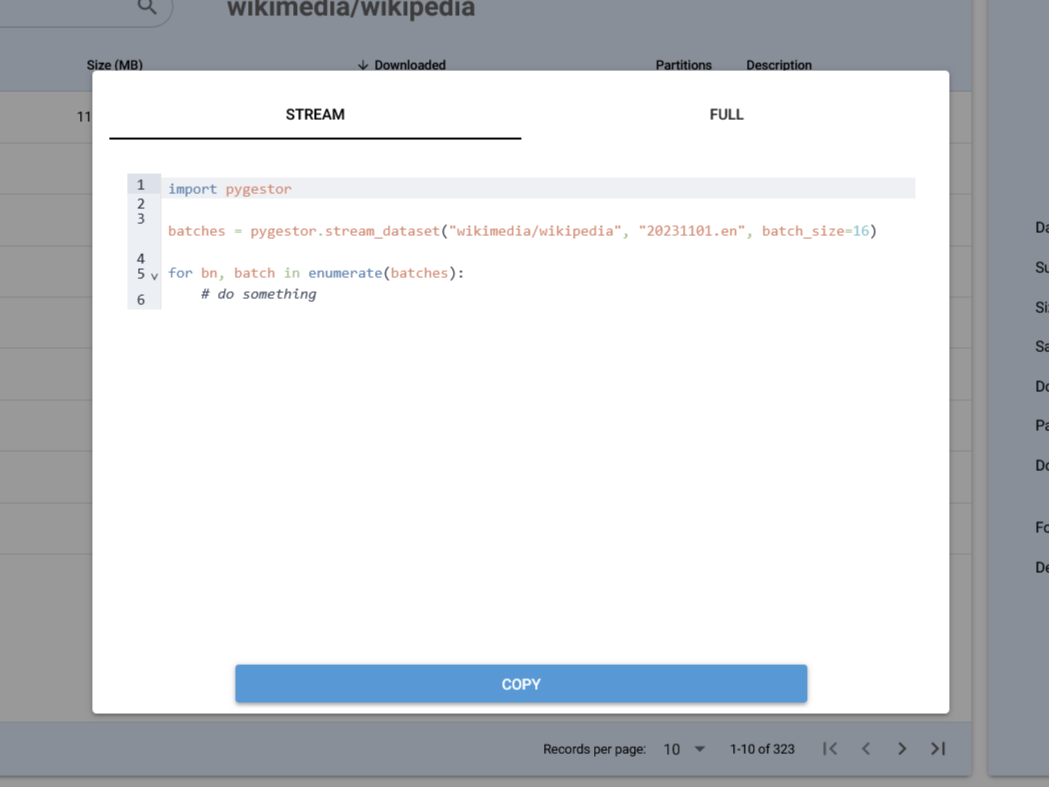 wikimedia/wikipedia
Size (MB) Downloaded Partitions Description
11
STREAM FULL
1 import pygestor
2
3 batches = pygestor.stream_dataset("wikimedia/wikipedia", "20231101.en", batch_size=16)
4
5 for bn, batch in enumerate(batches):
6 # do something
Da
Su
Si
Sa
Do
Pa
Do
Fo
De
COPY
Records per page: 10 1-10 of 323